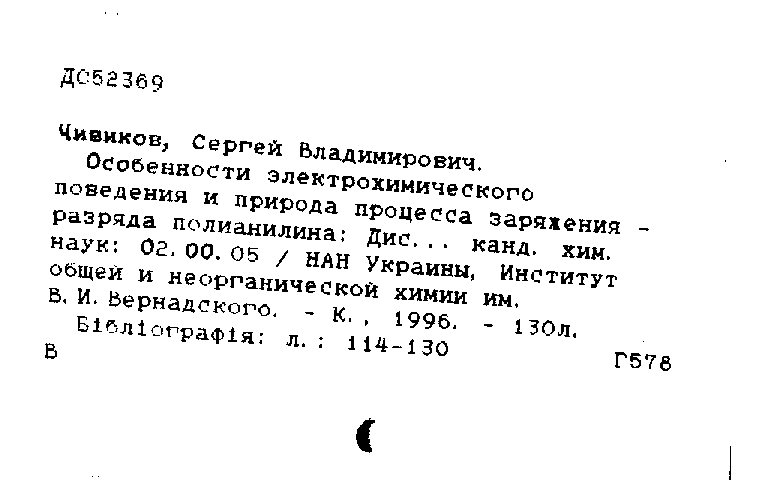 ДС52369
Чивиков, Сергей Владимирович.
Особенности электрохимического
поведения и природа процесса заряжения -
разряда полианилина: Дис... канд. хим.
наук: 02.00.05 / НАН Украины, Институт
общей и неорганической химии им.
В.И.Вернадского. - К., 1996. - 130л.
Бібліографія: л.: 114-130
В Г578